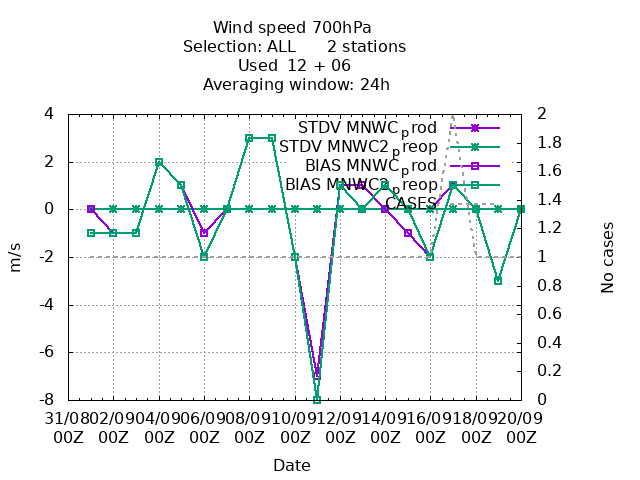 Wind speed 700hPa
Selection: ALL 2 stations
Used 12 + 06
Averaging window: 24h
4
2
0
-2
-4
-6
-8
m/s
STDV MNWC_prod
STDV MNWC2_preop
BIAS MNWC_prod
BIAS MNWC2_preop
CASES
2
1.8
1.6
1.4
1.2
1
0.8
0.6
0.4
0.2
0
No cases
31/08 02/09 04/09 06/09 08/09 10/09 12/09 14/09 16/09 18/09 20/09
00Z 00Z 00Z 00Z 00Z 00Z 00Z 00Z 00Z 00Z 00Z
Date